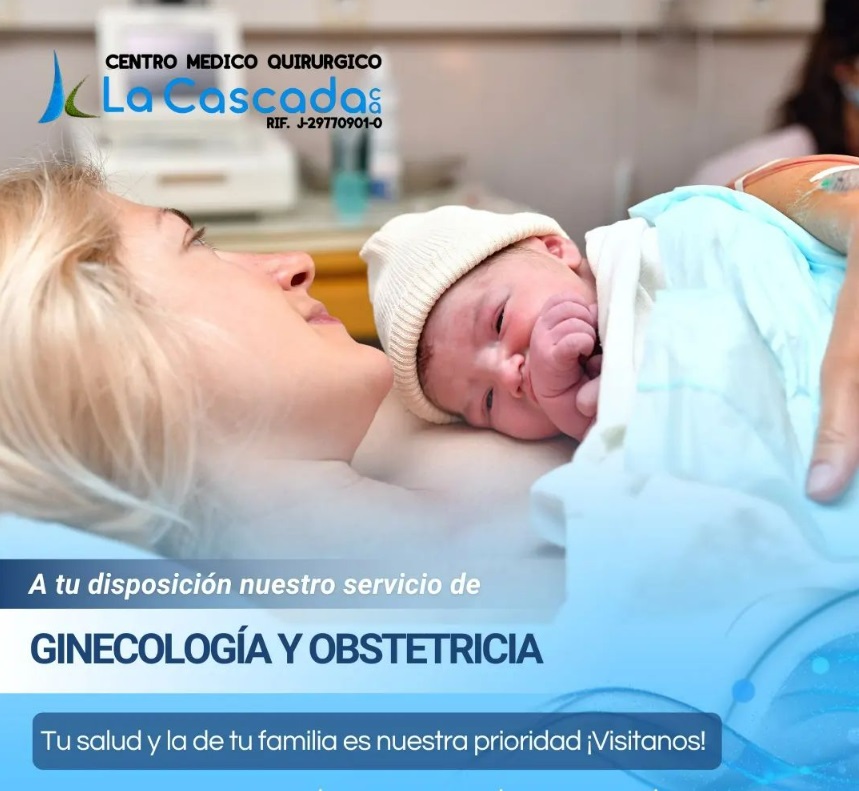 CENTRO MEDICO QUIRURGICO
La Cascada ca
RIF. J-29770901-0
A tu disposición nuestro servicio de
GINECOLOGÍA Y OBSTETRICIA
Tu salud y la de tu familia es nuestra prioridad ¡Visitanos!